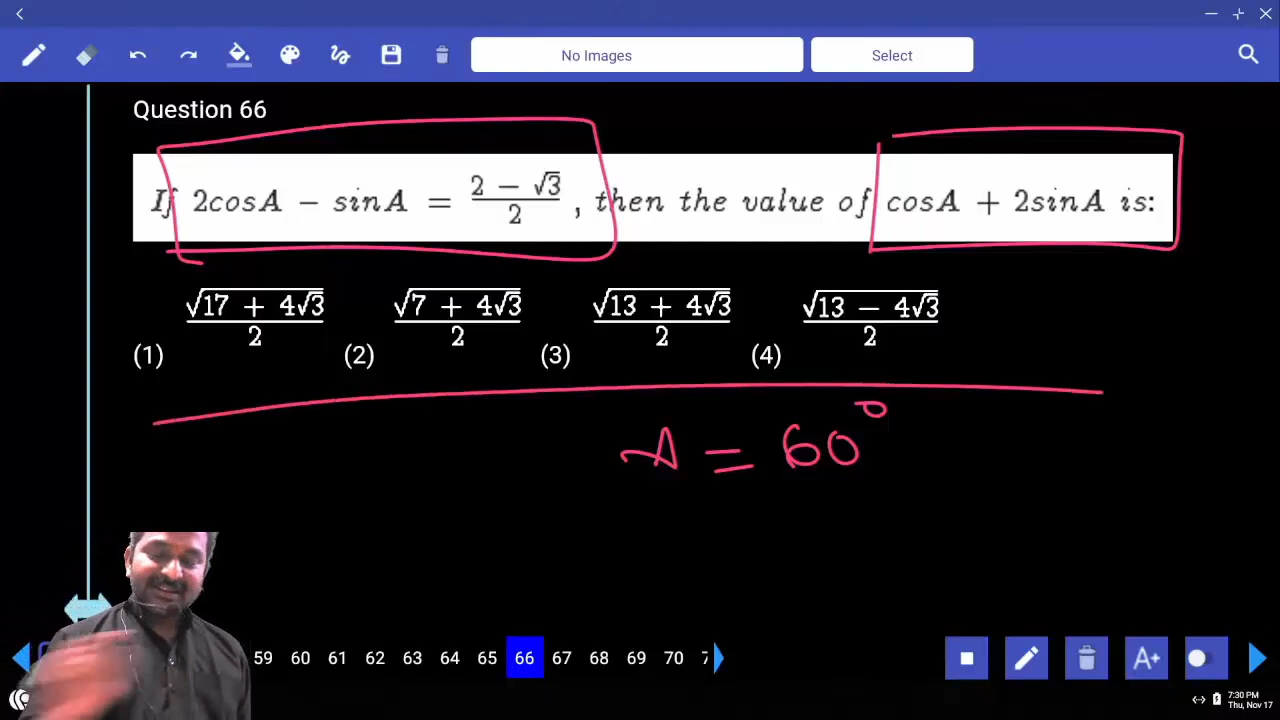 No Images
Select
Question 66
If 2cosA − sinA = (2 − √3)/2 , then the value of cosA + 2sinA is:
(1) √(17 + 4√3)/2 (2) √(7 + 4√3)/2 (3) √(13 + 4√3)/2 (4) √(13 − 4√3)/2
A = 60°
59 60 61 62 63 64 65 66 67 68 69 70 7
A+
7:30 PM
Thu, Nov 17